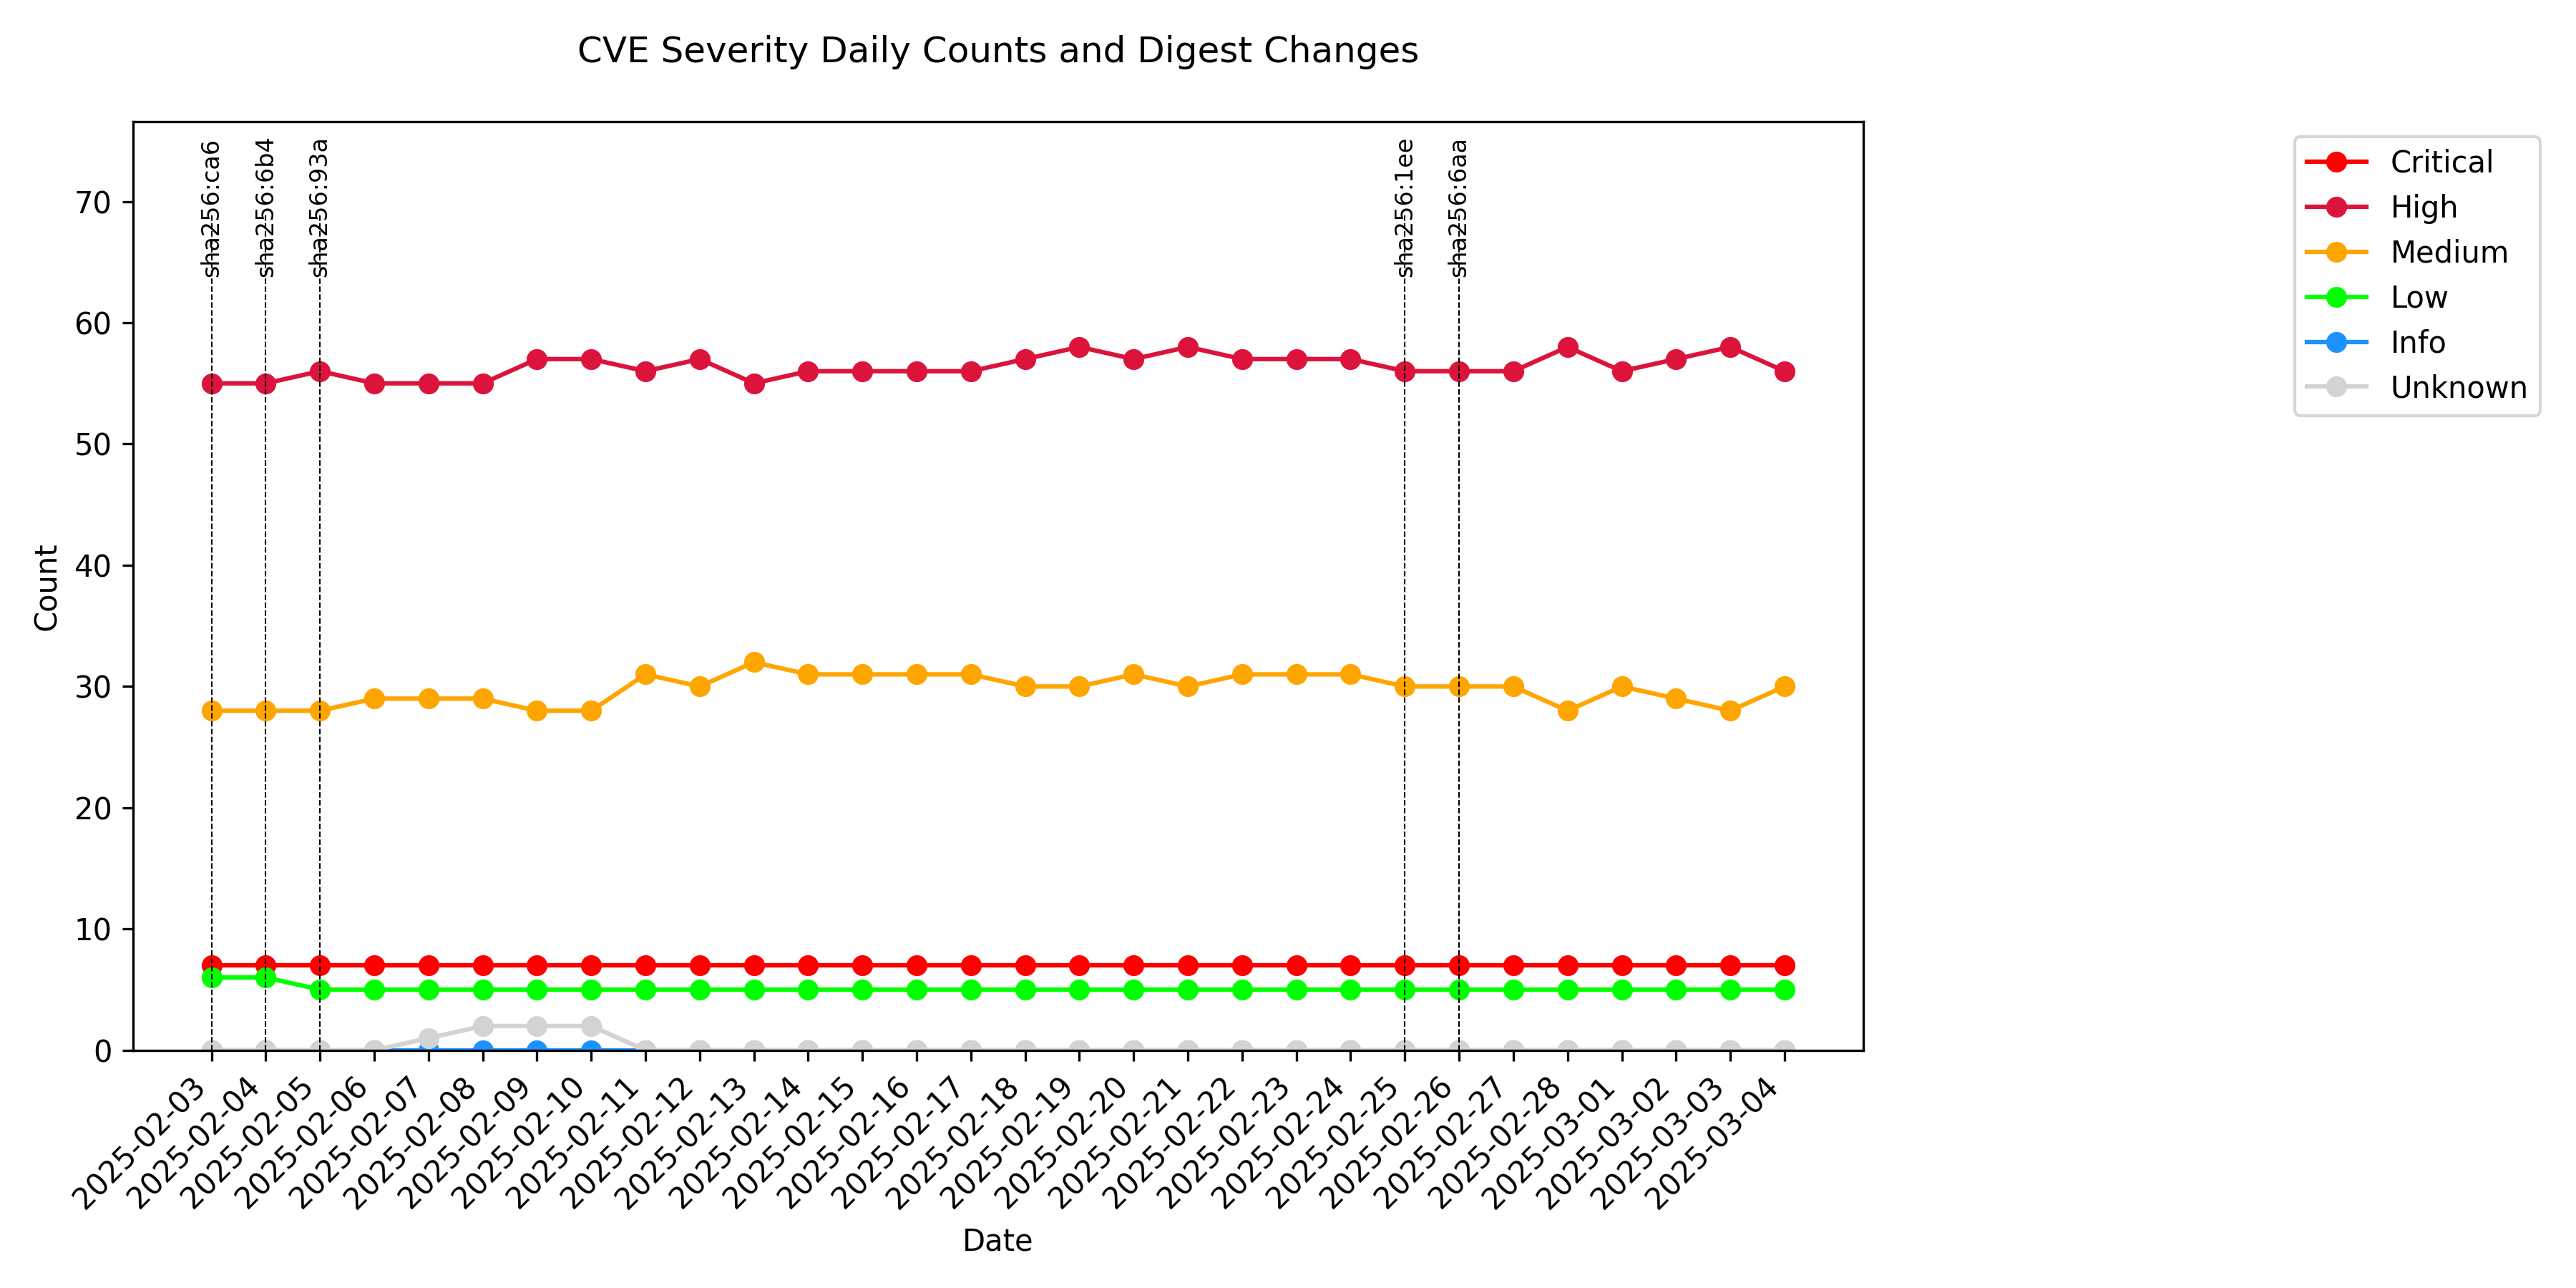 CVE Severity Daily Counts and Digest Changes
sha256:ca6
sha256:6b4
sha256:93a
sha256:1ee
sha256:6aa
Critical
High
Medium
Low
Info
Unknown
70
60
50
40
30
20
10
0
Count
2025-02-03
2025-02-04
2025-02-05
2025-02-06
2025-02-07
2025-02-08
2025-02-09
2025-02-10
2025-02-11
2025-02-12
2025-02-13
2025-02-14
2025-02-15
2025-02-16
2025-02-17
2025-02-18
2025-02-19
2025-02-20
2025-02-21
2025-02-22
2025-02-23
2025-02-24
2025-02-25
2025-02-26
2025-02-27
2025-02-28
2025-03-01
2025-03-02
2025-03-03
2025-03-04
Date